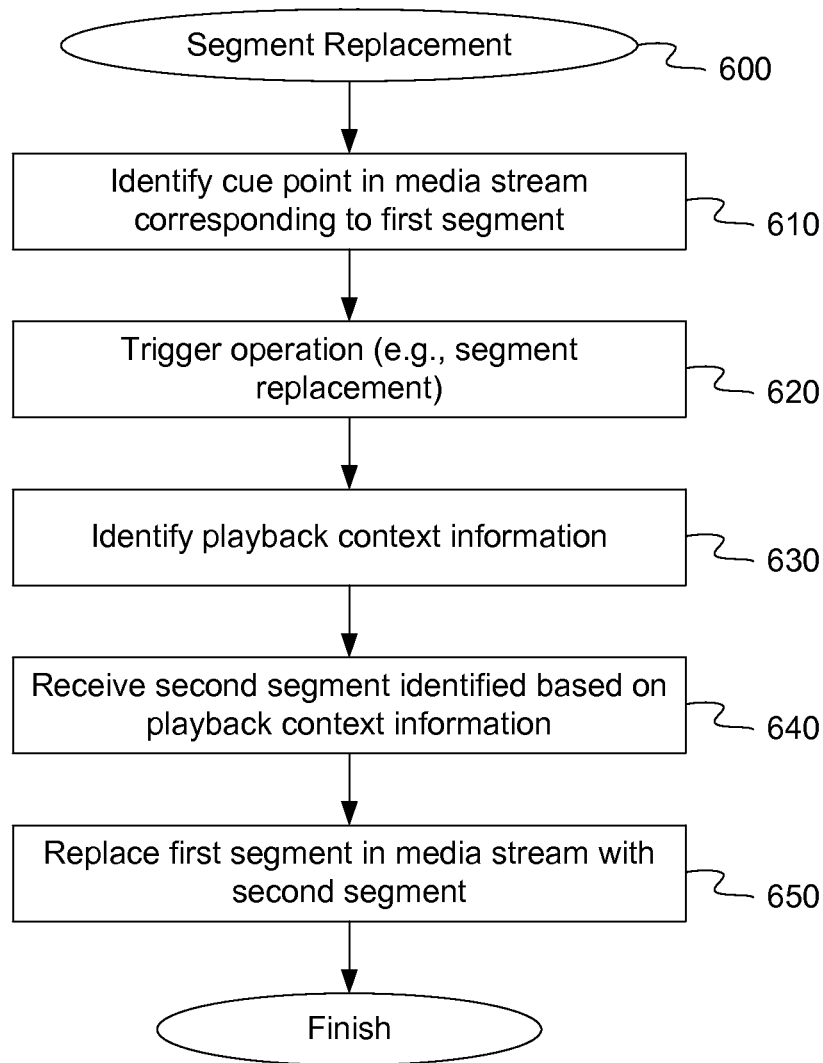 Segment Replacement
600
Identify cue point in media stream
corresponding to first segment
610
Trigger operation (e.g., segment
replacement)
620
Identify playback context information
630
Receive second segment identified based on
playback context information
640
Replace first segment in media stream with
second segment
650
Finish